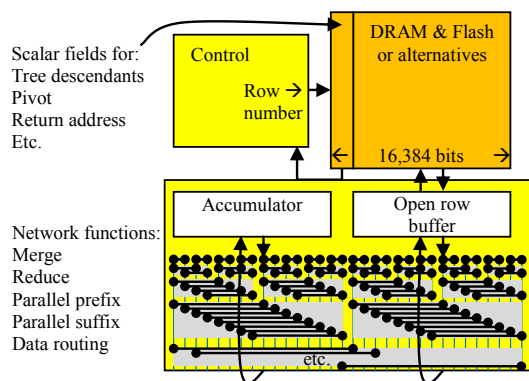 Scalar fields for:
Tree descendants
Pivot
Return address
Etc.
Control
Row →
number
DRAM & Flash
or alternatives
← 16,384 bits →
Accumulator
Open row
buffer
Network functions:
Merge
Reduce
Parallel prefix
Parallel suffix
Data routing
etc.